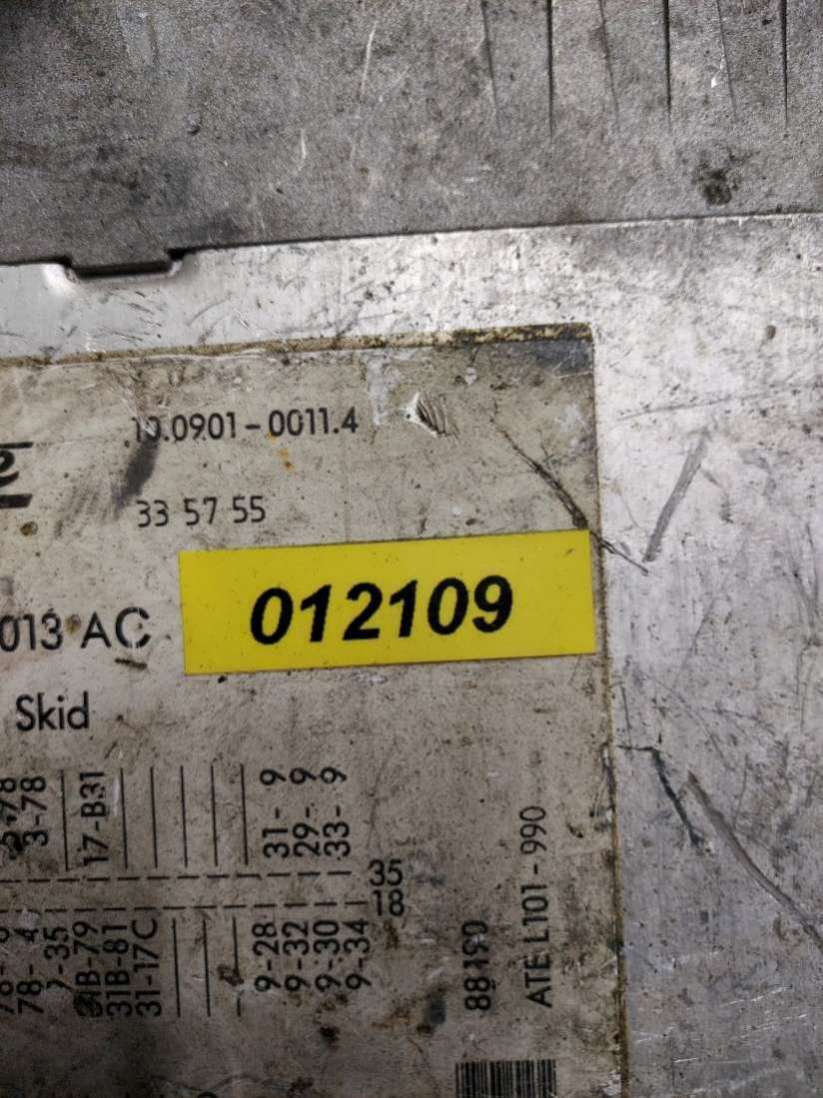 10.0901-0011.4
e
33 57 55
012109
013 AC
Skid
3-78
17-B31
31- 9
29- 9
33- 9
35
18
78- 4
7-35
31B-79
31B-81
31-17C
9-28
9-32
9-30
9-34
88190
ATE L101-990